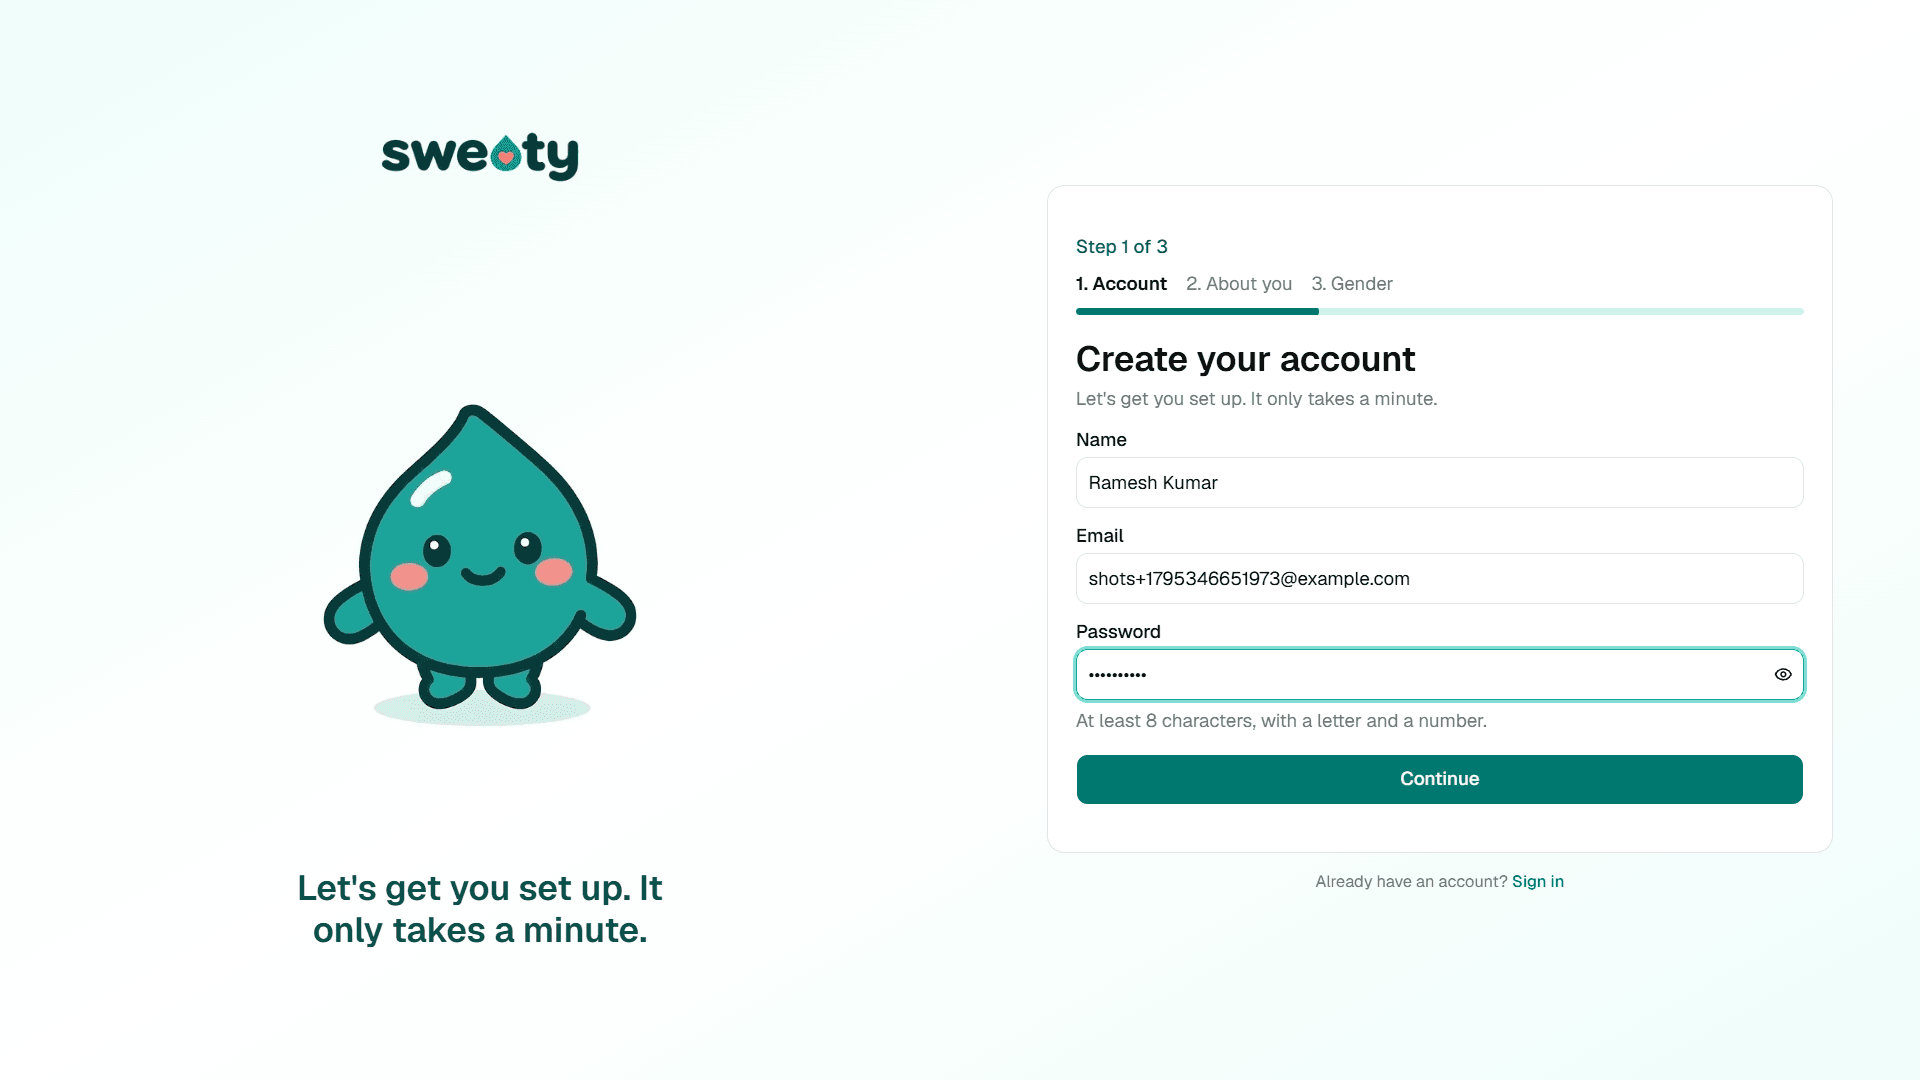 sweaty
Let's get you set up. It
only takes a minute.
Step 1 of 3
1. Account 2. About you 3. Gender
Create your account
Let's get you set up. It only takes a minute.
Name
Ramesh Kumar
Email
shots+1795346651973@example.com
Password
••••••••••
At least 8 characters, with a letter and a number.
Continue
Already have an account? Sign in